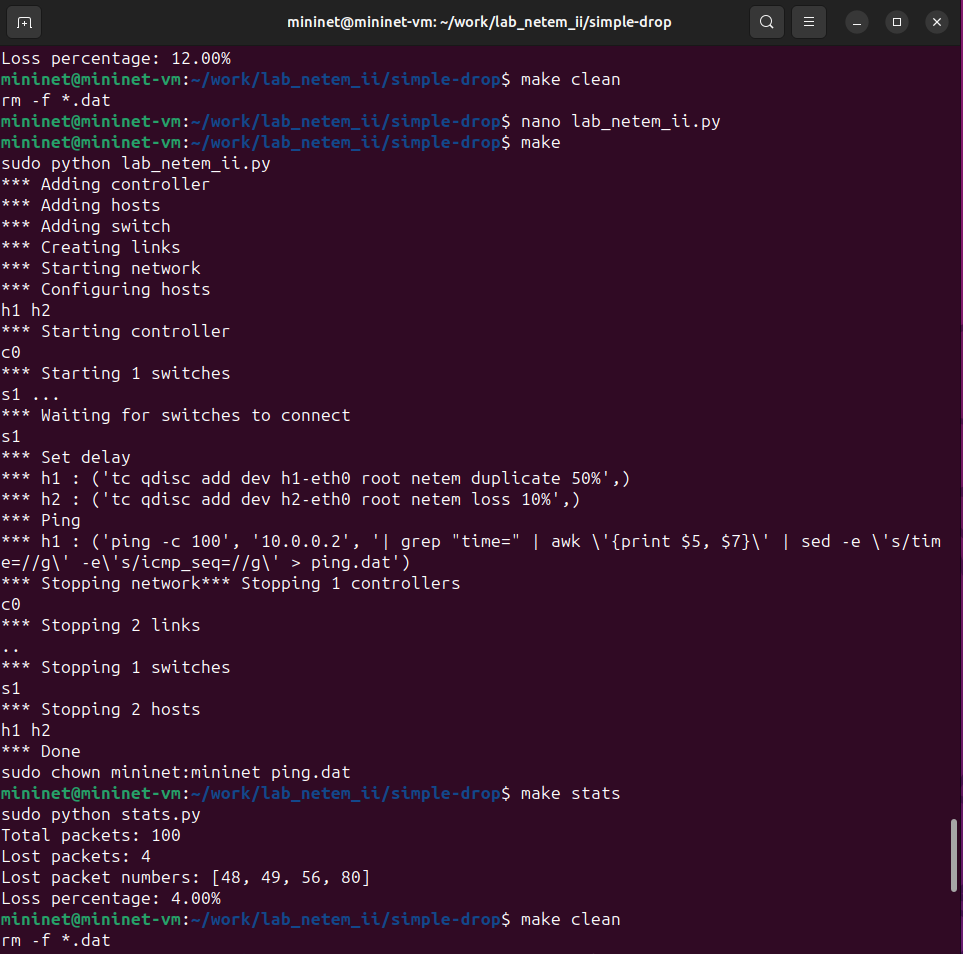 mininet@mininet-vm: ~/work/lab_netem_ii/simple-drop
Loss percentage: 12.00%
mininet@mininet-vm:~/work/lab_netem_ii/simple-drop$ make clean
rm -f *.dat
mininet@mininet-vm:~/work/lab_netem_ii/simple-drop$ nano lab_netem_ii.py
mininet@mininet-vm:~/work/lab_netem_ii/simple-drop$ make
sudo python lab_netem_ii.py
*** Adding controller
*** Adding hosts
*** Adding switch
*** Creating links
*** Starting network
*** Configuring hosts
h1 h2
*** Starting controller
c0
*** Starting 1 switches
s1 ...
*** Waiting for switches to connect
s1
*** Set delay
*** h1 : ('tc qdisc add dev h1-eth0 root netem duplicate 50%',)
*** h2 : ('tc qdisc add dev h2-eth0 root netem loss 10%',)
*** Ping
*** h1 : ('ping -c 100', '10.0.0.2', '| grep "time=" | awk \'{print $5, $7}\' | sed -e \'s/tim
e=//g\' -e\'s/icmp_seq=//g\' > ping.dat')
*** Stopping network*** Stopping 1 controllers
c0
*** Stopping 2 links
..
*** Stopping 1 switches
s1
*** Stopping 2 hosts
h1 h2
*** Done
sudo chown mininet:mininet ping.dat
mininet@mininet-vm:~/work/lab_netem_ii/simple-drop$ make stats
sudo python stats.py
Total packets: 100
Lost packets: 4
Lost packet numbers: [48, 49, 56, 80]
Loss percentage: 4.00%
mininet@mininet-vm:~/work/lab_netem_ii/simple-drop$ make clean
rm -f *.dat